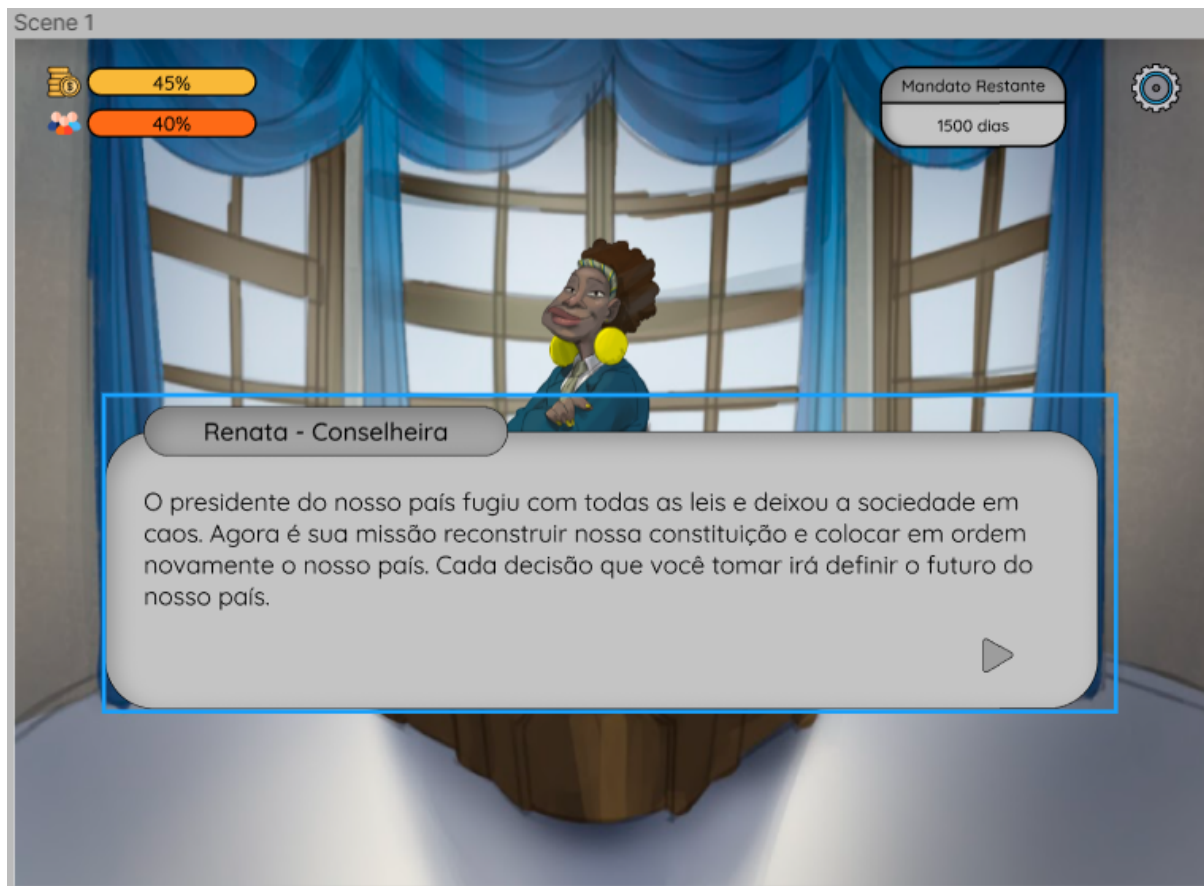 Scene 1
45%
40%
Mandato Restante
1500 dias
Renata - Conselheira
O presidente do nosso país fugiu com todas as leis e deixou a sociedade em
caos. Agora é sua missão reconstruir nossa constituição e colocar em ordem
novamente o nosso país. Cada decisão que você tomar irá definir o futuro do
nosso país.